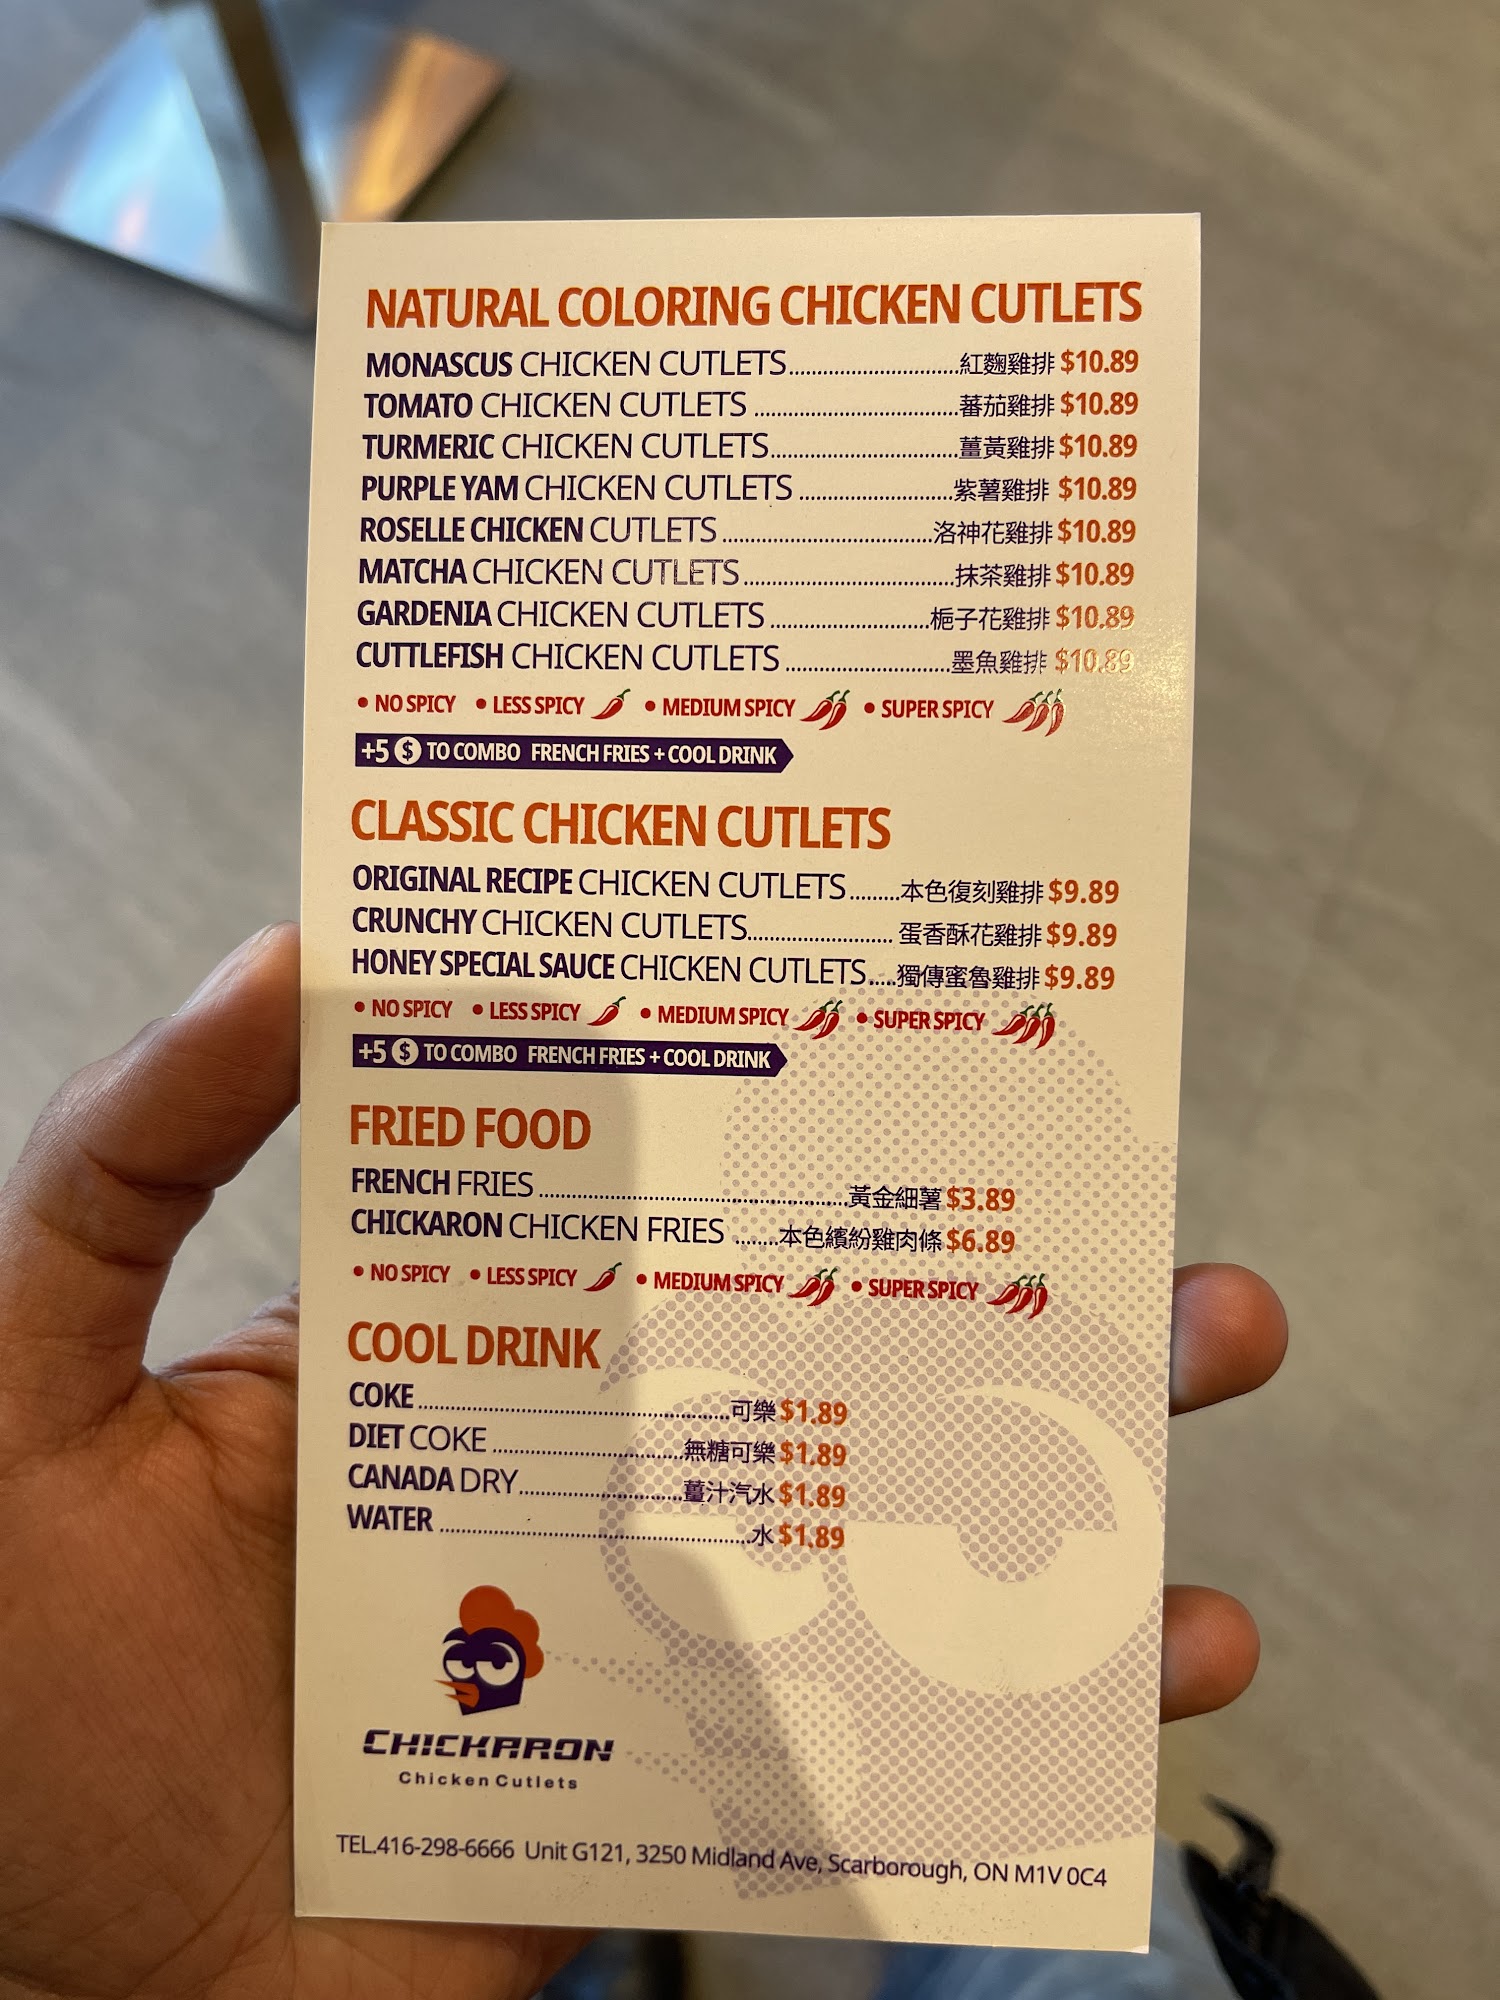 NATURAL COLORING CHICKEN CUTLETS
MONASCUS CHICKEN CUTLETS..............................紅麴雞排 $10.89
TOMATO CHICKEN CUTLETS ....................................蕃茄雞排 $10.89
TURMERIC CHICKEN CUTLETS.................................薑黃雞排 $10.89
PURPLE YAM CHICKEN CUTLETS ...........................紫薯雞排 $10.89
ROSELLE CHICKEN CUTLETS.....................................洛神花雞排 $10.89
MATCHA CHICKEN CUTLETS.....................................抹茶雞排 $10.89
GARDENIA CHICKEN CUTLETS ............................梔子花雞排 $10.89
CUTTLEFISH CHICKEN CUTLETS .............................墨魚雞排 $10.89
• NO SPICY • LESS SPICY • MEDIUM SPICY • SUPER SPICY
+5 $ TO COMBO FRENCH FRIES + COOL DRINK
CLASSIC CHICKEN CUTLETS
ORIGINAL RECIPE CHICKEN CUTLETS.........本色復刻雞排 $9.89
CRUNCHY CHICKEN CUTLETS.......................... 蛋香酥花雞排 $9.89
HONEY SPECIAL SAUCE CHICKEN CUTLETS.....獨傳蜜魯雞排 $9.89
• NO SPICY • LESS SPICY • MEDIUM SPICY • SUPER SPICY
+5 $ TO COMBO FRENCH FRIES + COOL DRINK
FRIED FOOD
FRENCH FRIES ......................................................黃金細薯 $3.89
CHICKARON CHICKEN FRIES ........本色繽紛雞肉條 $6.89
• NO SPICY • LESS SPICY • MEDIUM SPICY • SUPER SPICY
COOL DRINK
COKE.......................................................可樂 $1.89
DIET COKE ..................................無糖可樂 $1.89
CANADA DRY.............................薑汁汽水 $1.89
WATER ......................................................水 $1.89
CHICKARON
Chicken Cutlets
TEL.416-298-6666 Unit G121, 3250 Midland Ave, Scarborough, ON M1V 0C4